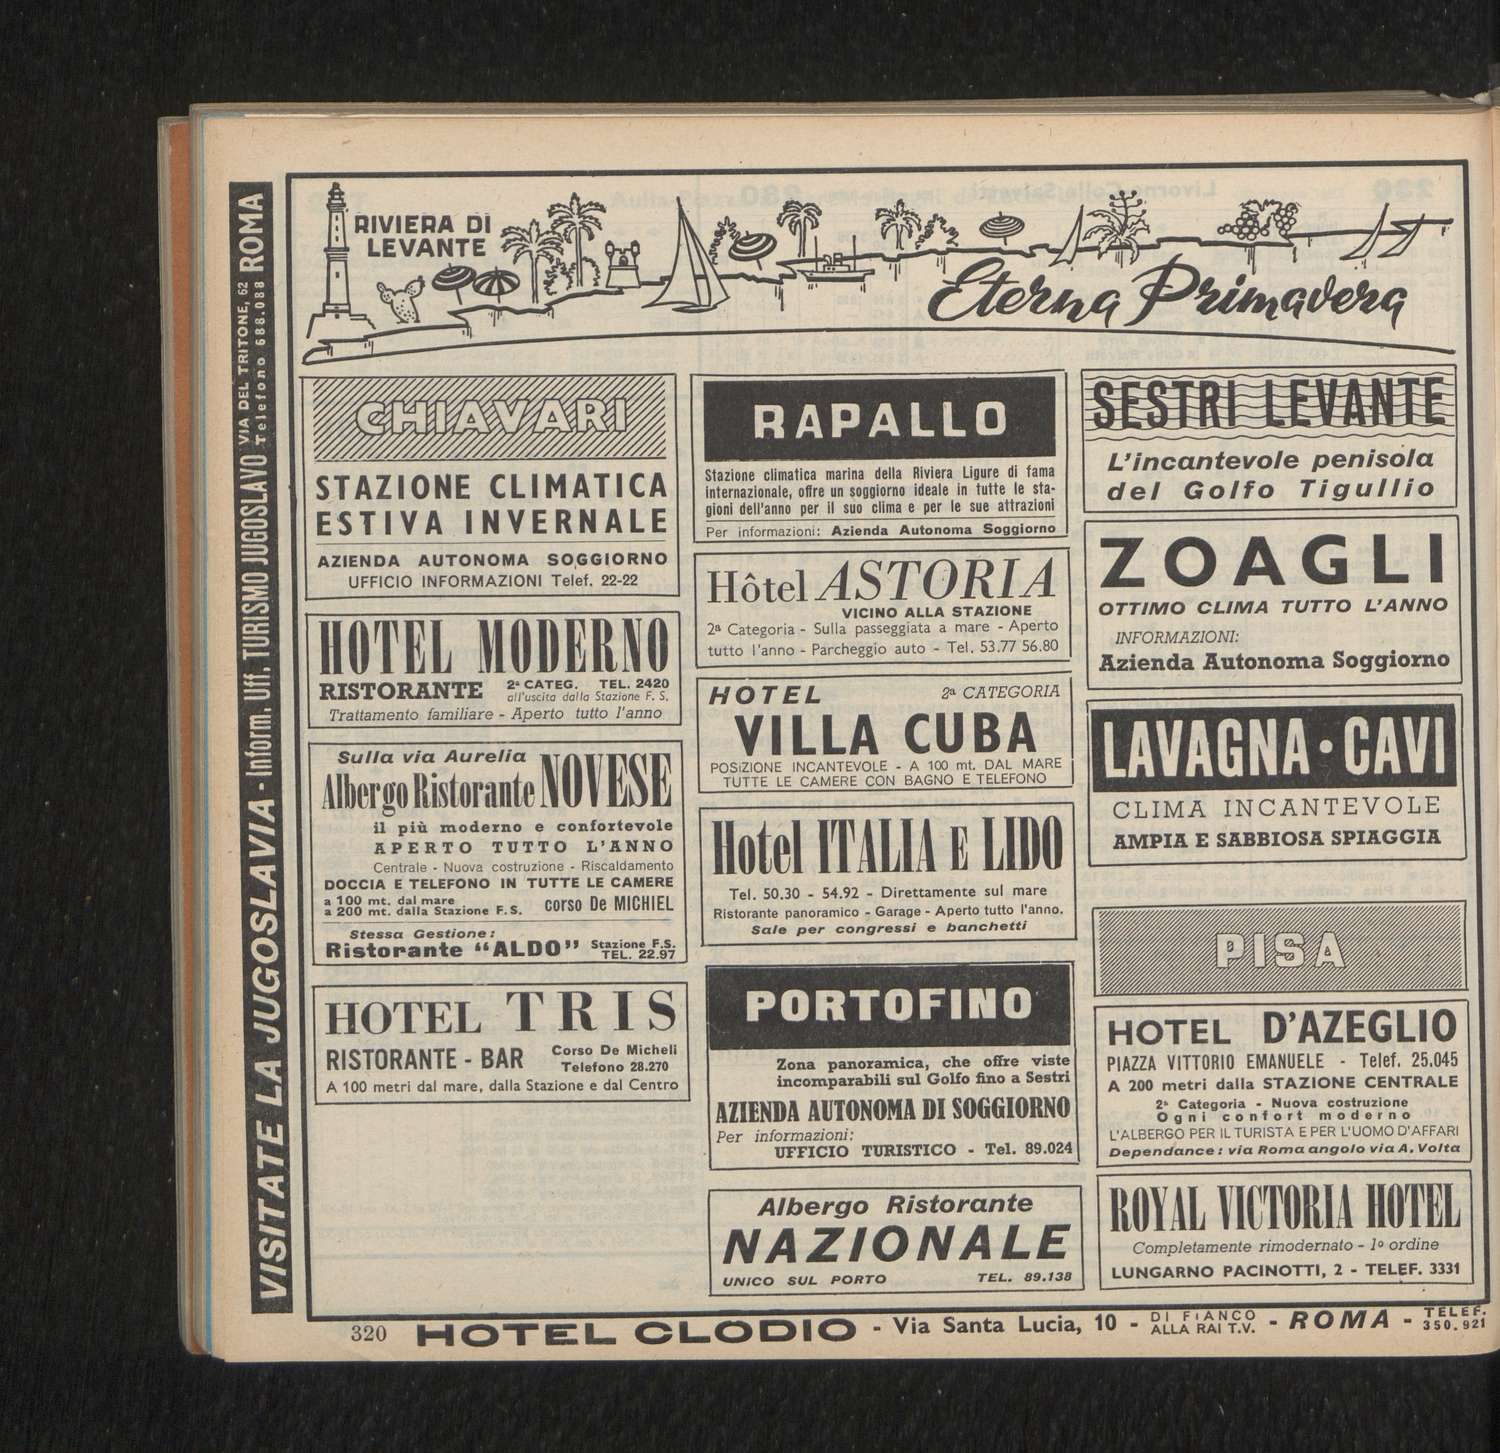 VISITATE LA JUGOSLAVIA - Inform. Uff. TURISMO JUGOSLAVO VIA DEL TRITONE, 62 ROMA
Telefono 688.088
RIVIERA DI
LEVANTE
Eterna Primavera
CHIAVARI
STAZIONE CLIMATICA
ESTIVA INVERNALE
AZIENDA AUTONOMA SOGGIORNO
UFFICIO INFORMAZIONI Telef. 22-22
HOTEL MODERNO
RISTORANTE 2ª CATEG. TEL. 2420
all'uscita dalla Stazione F. S.
Trattamento familiare - Aperto tutto l'anno
Sulla via Aurelia
Albergo Ristorante NOVESE
il più moderno e confortevole
APERTO TUTTO L'ANNO
Centrale - Nuova costruzione - Riscaldamento
DOCCIA E TELEFONO IN TUTTE LE CAMERE
a 100 mt. dal mare
a 200 mt. dalla Stazione F. S. corso De MICHIEL
Stessa Gestione:
Ristorante "ALDO" Stazione F.S.
TEL. 22.97
HOTEL TRIS
RISTORANTE - BAR Corso De Micheli
Telefono 28.270
A 100 metri dal mare, dalla Stazione e dal Centro
RAPALLO
Stazione climatica marina della Riviera Ligure di fama
internazionale, offre un soggiorno ideale in tutte le sta-
gioni dell'anno per il suo clima e per le sue attrazioni
Per informazioni: Azienda Autonoma Soggiorno
Hôtel ASTORIA
VICINO ALLA STAZIONE
2ª Categoria - Sulla passeggiata a mare - Aperto
tutto l'anno - Parcheggio auto - Tel. 53.77 56.80
HOTEL 2ª CATEGORIA
VILLA CUBA
POSIZIONE INCANTEVOLE - A 100 mt. DAL MARE
TUTTE LE CAMERE CON BAGNO E TELEFONO
Hotel ITALIA E LIDO
Tel. 50.30 - 54.92 - Direttamente sul mare
Ristorante panoramico - Garage - Aperto tutto l'anno.
Sale per congressi e banchetti
PORTOFINO
Zona panoramica, che offre viste
incomparabili sul Golfo fino a Sestri
AZIENDA AUTONOMA DI SOGGIORNO
Per informazioni:
UFFICIO TURISTICO - Tel. 89.024
Albergo Ristorante
NAZIONALE
UNICO SUL PORTO TEL. 89.138
SESTRI LEVANTE
L'incantevole penisola
del Golfo Tigullio
ZOAGLI
OTTIMO CLIMA TUTTO L'ANNO
INFORMAZIONI:
Azienda Autonoma Soggiorno
LAVAGNA • CAVI
CLIMA INCANTEVOLE
AMPIA E SABBIOSA SPIAGGIA
PISA
HOTEL D'AZEGLIO
PIAZZA VITTORIO EMANUELE - Telef. 25.045
A 200 metri dalla STAZIONE CENTRALE
2ª Categoria - Nuova costruzione
Ogni confort moderno
L'ALBERGO PER IL TURISTA E PER L'UOMO D'AFFARI
Dependance: via Roma angolo via A. Volta
ROYAL VICTORIA HOTEL
Completamente rimodernato - 1º ordine
LUNGARNO PACINOTTI, 2 - TELEF. 3331
320 HOTEL CLODIO - Via Santa Lucia, 10 - DI FIANCO
ALLA RAI T.V. - ROMA - TELEF.
350.921